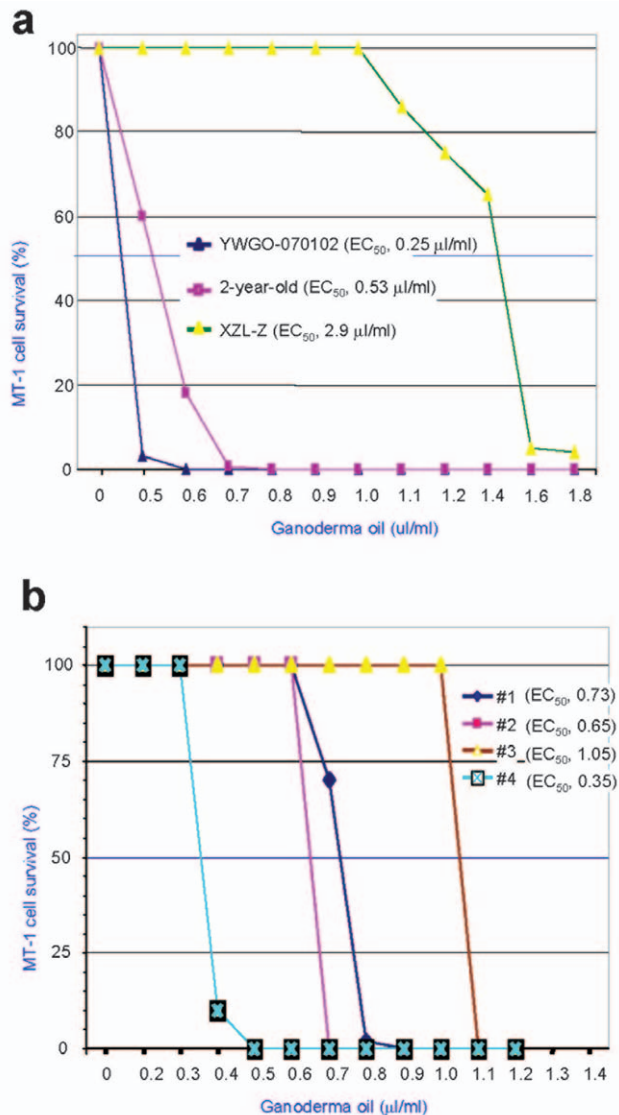 a
100
80
60
40
20
0
MT-1 cell survival (%)
YWGO-070102 (EC50, 0.25 μl/ml)
2-year-old (EC50, 0.53 μl/ml)
XZL-Z (EC50, 2.9 μl/ml)
0 0.5 0.6 0.7 0.8 0.9 1.0 1.1 1.2 1.4 1.6 1.8
Ganoderma oil (ul/ml)
b
100
75
50
25
0
MT-1 cell survival (%)
#1 (EC50, 0.73)
#2 (EC50, 0.65)
#3 (EC50, 1.05)
#4 (EC50, 0.35)
0 0.2 0.3 0.4 0.5 0.6 0.7 0.8 0.9 1.0 1.1 1.2 1.3 1.4
Ganoderma oil (μl/ml)